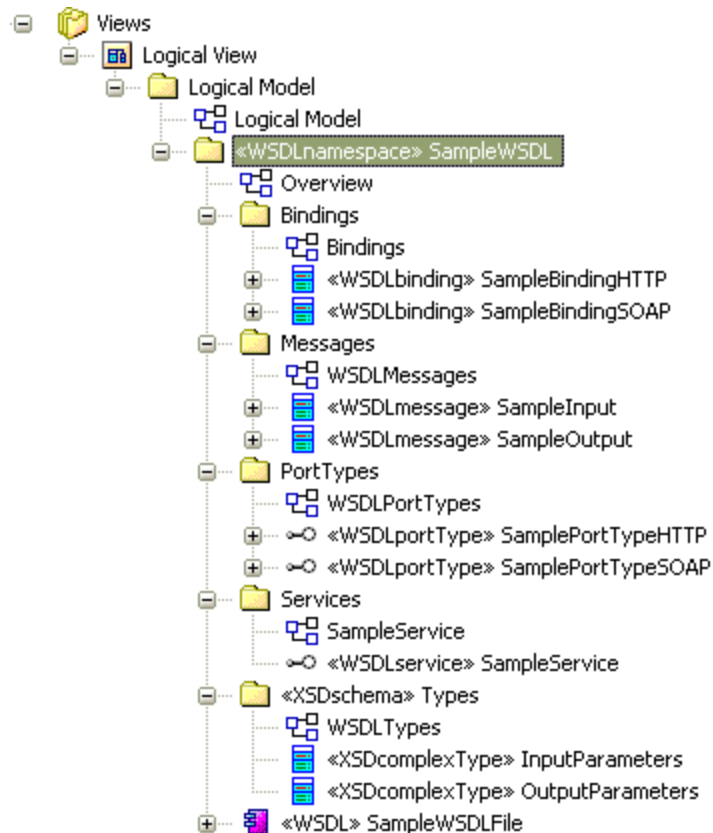 Views
Logical View
Logical Model
Logical Model
«WSDLnamespace» SampleWSDL
Overview
Bindings
Bindings
«WSDLbinding» SampleBindingHTTP
«WSDLbinding» SampleBindingSOAP
Messages
WSDLMessages
«WSDLmessage» SampleInput
«WSDLmessage» SampleOutput
PortTypes
WSDLPortTypes
«WSDLportType» SamplePortTypeHTTP
«WSDLportType» SamplePortTypeSOAP
Services
SampleService
«WSDLservice» SampleService
«XSDschema» Types
WSDLTypes
«XSDcomplexType» InputParameters
«XSDcomplexType» OutputParameters
«WSDL» SampleWSDLFile